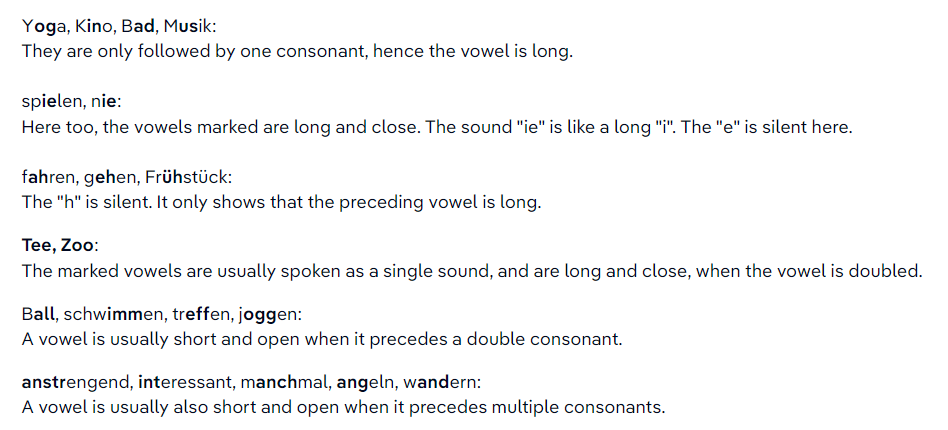 Yoga, Kino, Bad, Musik:
They are only followed by one consonant, hence the vowel is long.
spielen, nie:
Here too, the vowels marked are long and close. The sound "ie" is like a long "i". The "e" is silent here.
fahren, gehen, Frühstück:
The "h" is silent. It only shows that the preceding vowel is long.
Tee, Zoo:
The marked vowels are usually spoken as a single sound, and are long and close, when the vowel is doubled.
Ball, schwimmen, treffen, joggen:
A vowel is usually short and open when it precedes a double consonant.
anstrengend, interessant, manchmal, angeln, wandern:
A vowel is usually also short and open when it precedes multiple consonants.